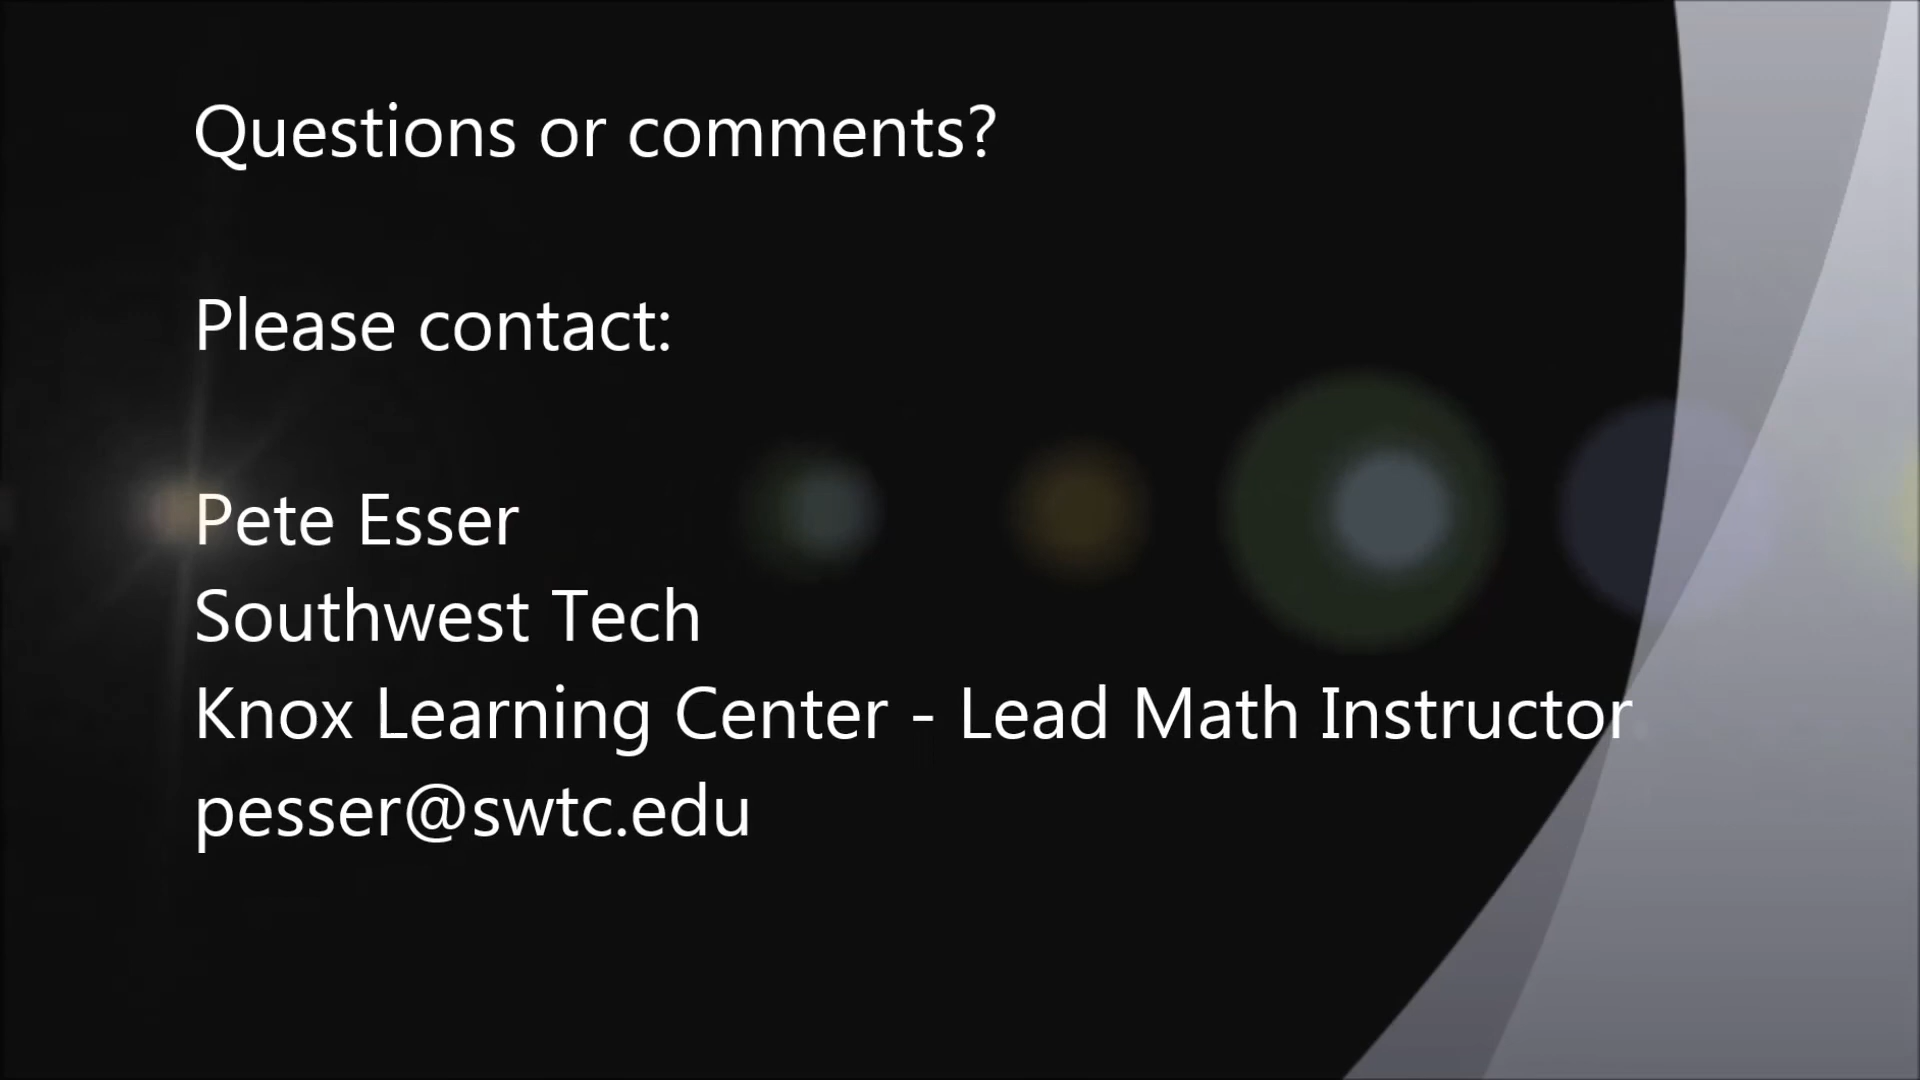 Questions or comments?
Please contact:
Pete Esser
Southwest Tech
Knox Learning Center - Lead Math Instructor
pesser@swtc.edu